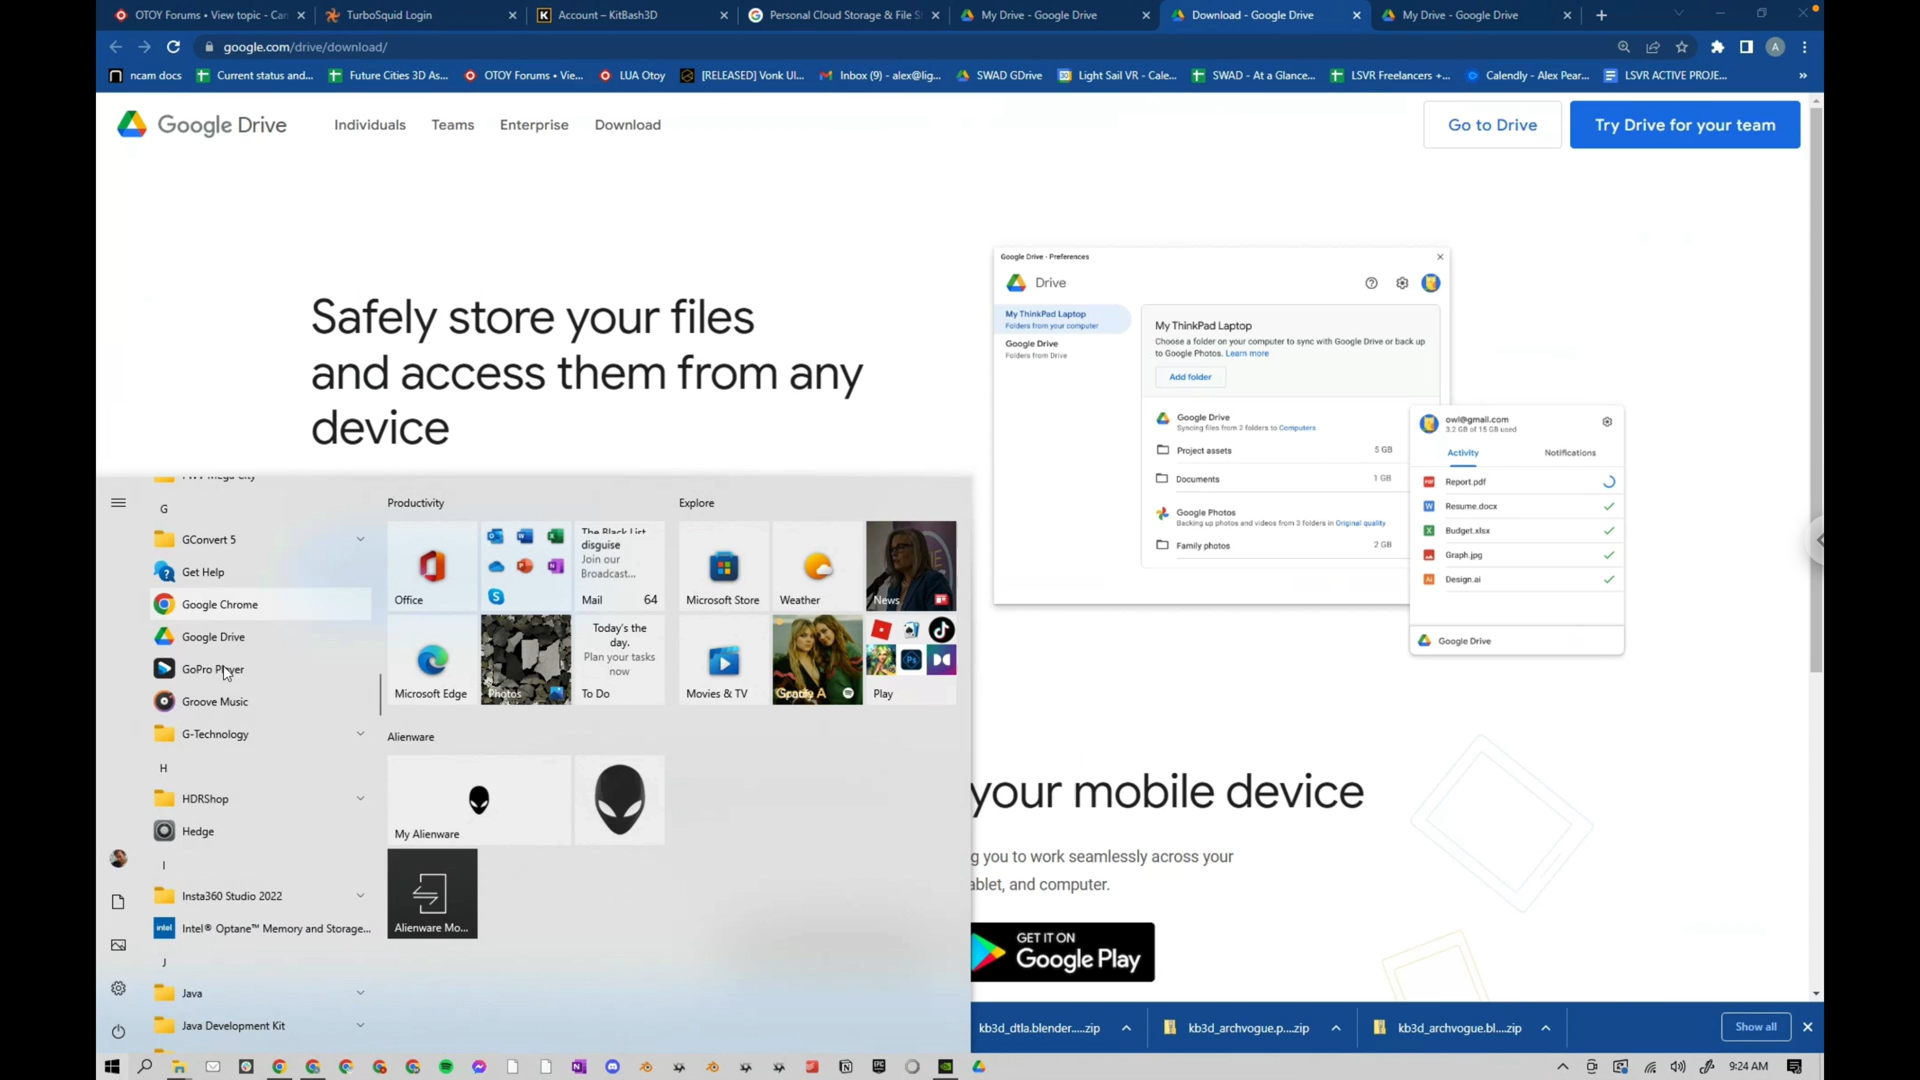 OTOY Forums • View topic - Can
TurboSquid Login
Account – KitBash3D
Personal Cloud Storage & File S
My Drive - Google Drive
Download - Google Drive
My Drive - Google Drive
google.com/drive/download/
A
ncam docs
Current status and...
Future Cities 3D As...
OTOY Forums • Vie...
LUA Otoy
[RELEASED] Vonk Ul...
Inbox (9) - alex@lig...
SWAD GDrive
Light Sail VR - Cale...
SWAD - At a Glance...
LSVR Freelancers +...
Calendly - Alex Pear...
LSVR ACTIVE PROJE...
Google Drive
Individuals
Teams
Enterprise
Download
Go to Drive
Try Drive for your team
Safely store your files
and access them from any
device
Google Drive - Preferences
Drive
My ThinkPad Laptop
Folders from your computer
Google Drive
Folders from Drive
My ThinkPad Laptop
Choose a folder on your computer to sync with Google Drive or back up
to Google Photos. Learn more
Add folder
Google Drive
Syncing files from 2 folders to Computers
Project assets 5 GB
Documents 1 GB
Google Photos
Backing up photos and videos from 3 folders in Original quality
Family photos 2 GB
owl@gmail.com
3.2 GB of 15 GB used
Activity
Notifications
Report.pdf
Resume.docx
Budget.xlsx
Graph.jpg
Design.ai
Google Drive
G
GConvert 5
Get Help
Google Chrome
Google Drive
GoPro Player
Groove Music
G-Technology
H
HDRShop
Hedge
I
Insta360 Studio 2022
Intel® Optane™ Memory and Storage...
J
Java
Java Development Kit
Productivity
Office
The Black List
disguise
Join our
Broadcast...
Mail 64
Microsoft Edge
Photos
Today's the
day.
Plan your tasks
now
To Do
Explore
Microsoft Store
Weather
News
Movies & TV
Play
Alienware
My Alienware
Alienware Mo...
your mobile device
g you to work seamlessly across your
ablet, and computer.
GET IT ON
Google Play
kb3d_dtla.blender.....zip
kb3d_archvogue.p....zip
kb3d_archvogue.bl....zip
Show all
9:24 AM